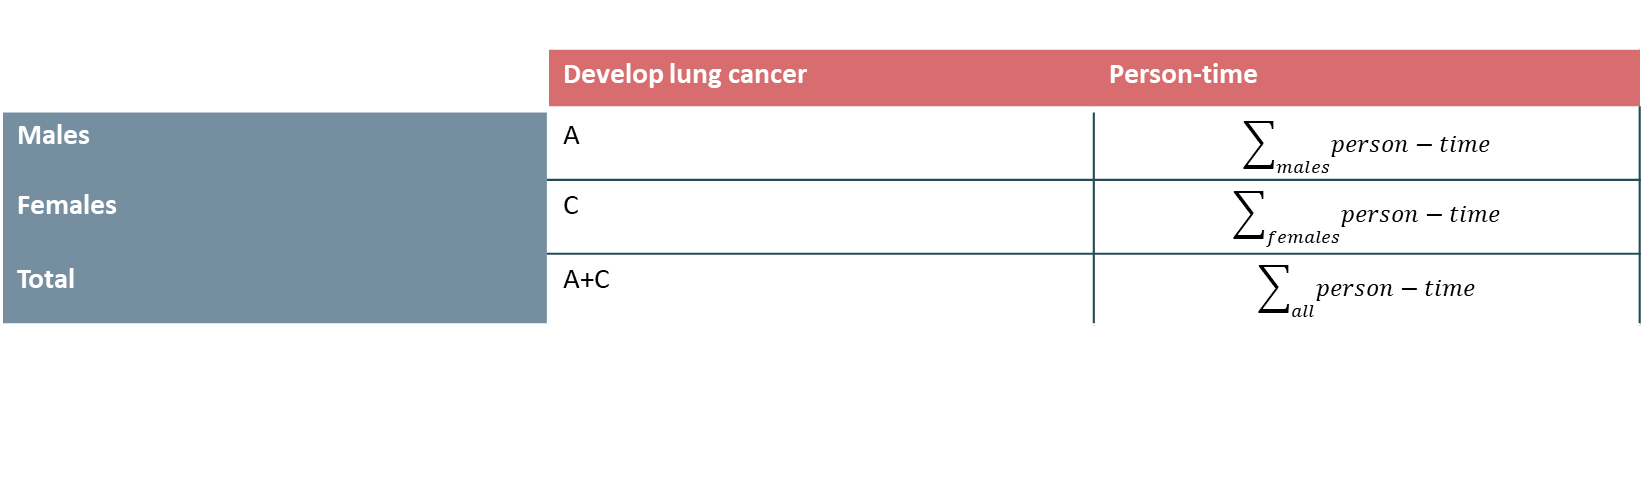 Develop lung cancer Person-time
Males A ∑males person − time
Females C ∑females person − time
Total A+C ∑all person − time